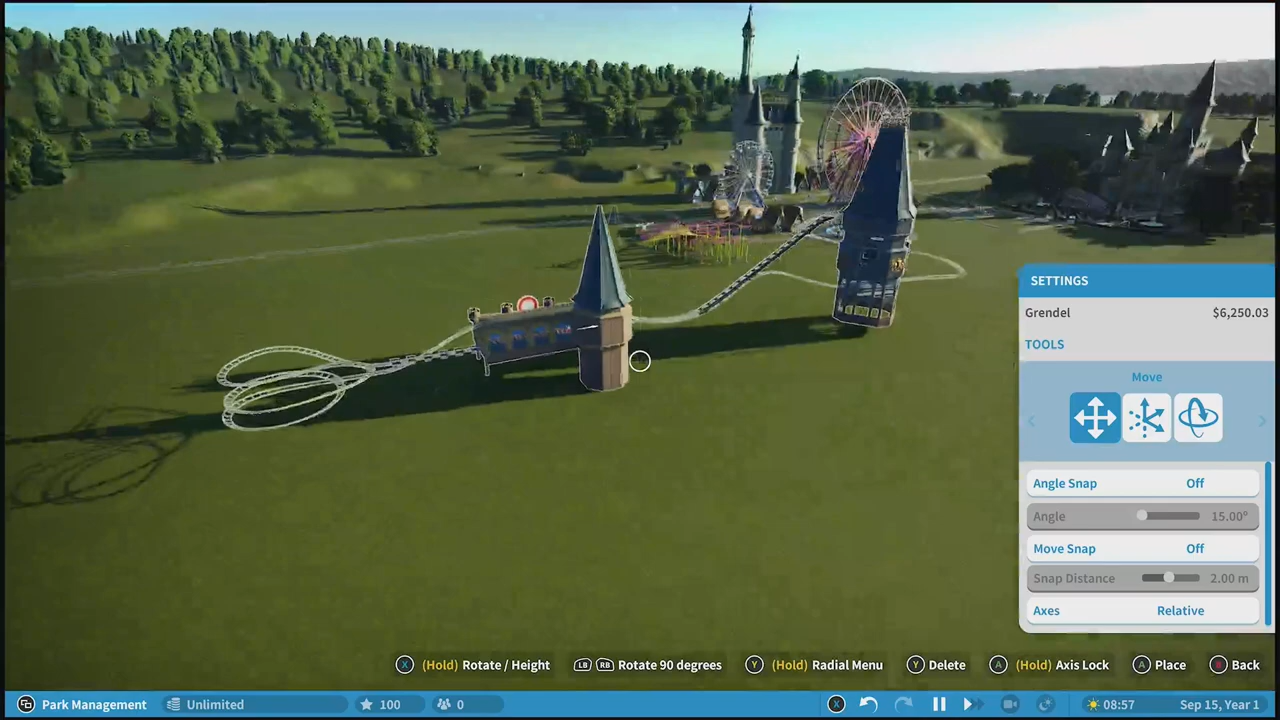 SETTINGS
Grendel $6,250.03
TOOLS
Move
Angle Snap Off
Angle 15.00°
Move Snap Off
Snap Distance 2.00 m
Axes Relative
X (Hold) Rotate / Height LB RB Rotate 90 degrees Y (Hold) Radial Menu Y Delete A (Hold) Axis Lock A Place B Back
Park Management Unlimited 100 0 X 08:57 Sep 15, Year 1